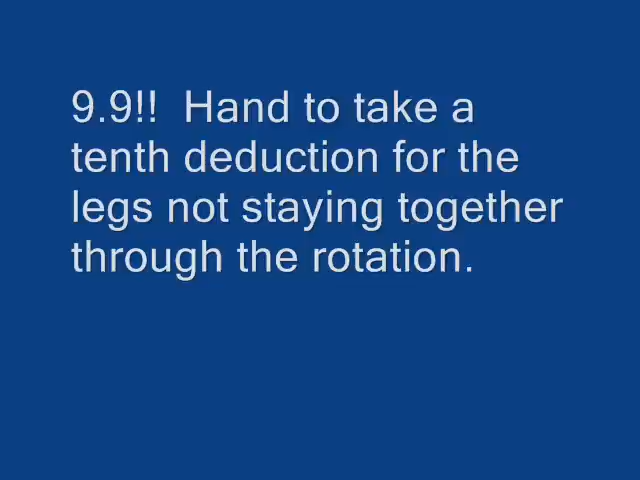 9.9!!  Hand to take a
tenth deduction for the
legs not staying together
through the rotation.